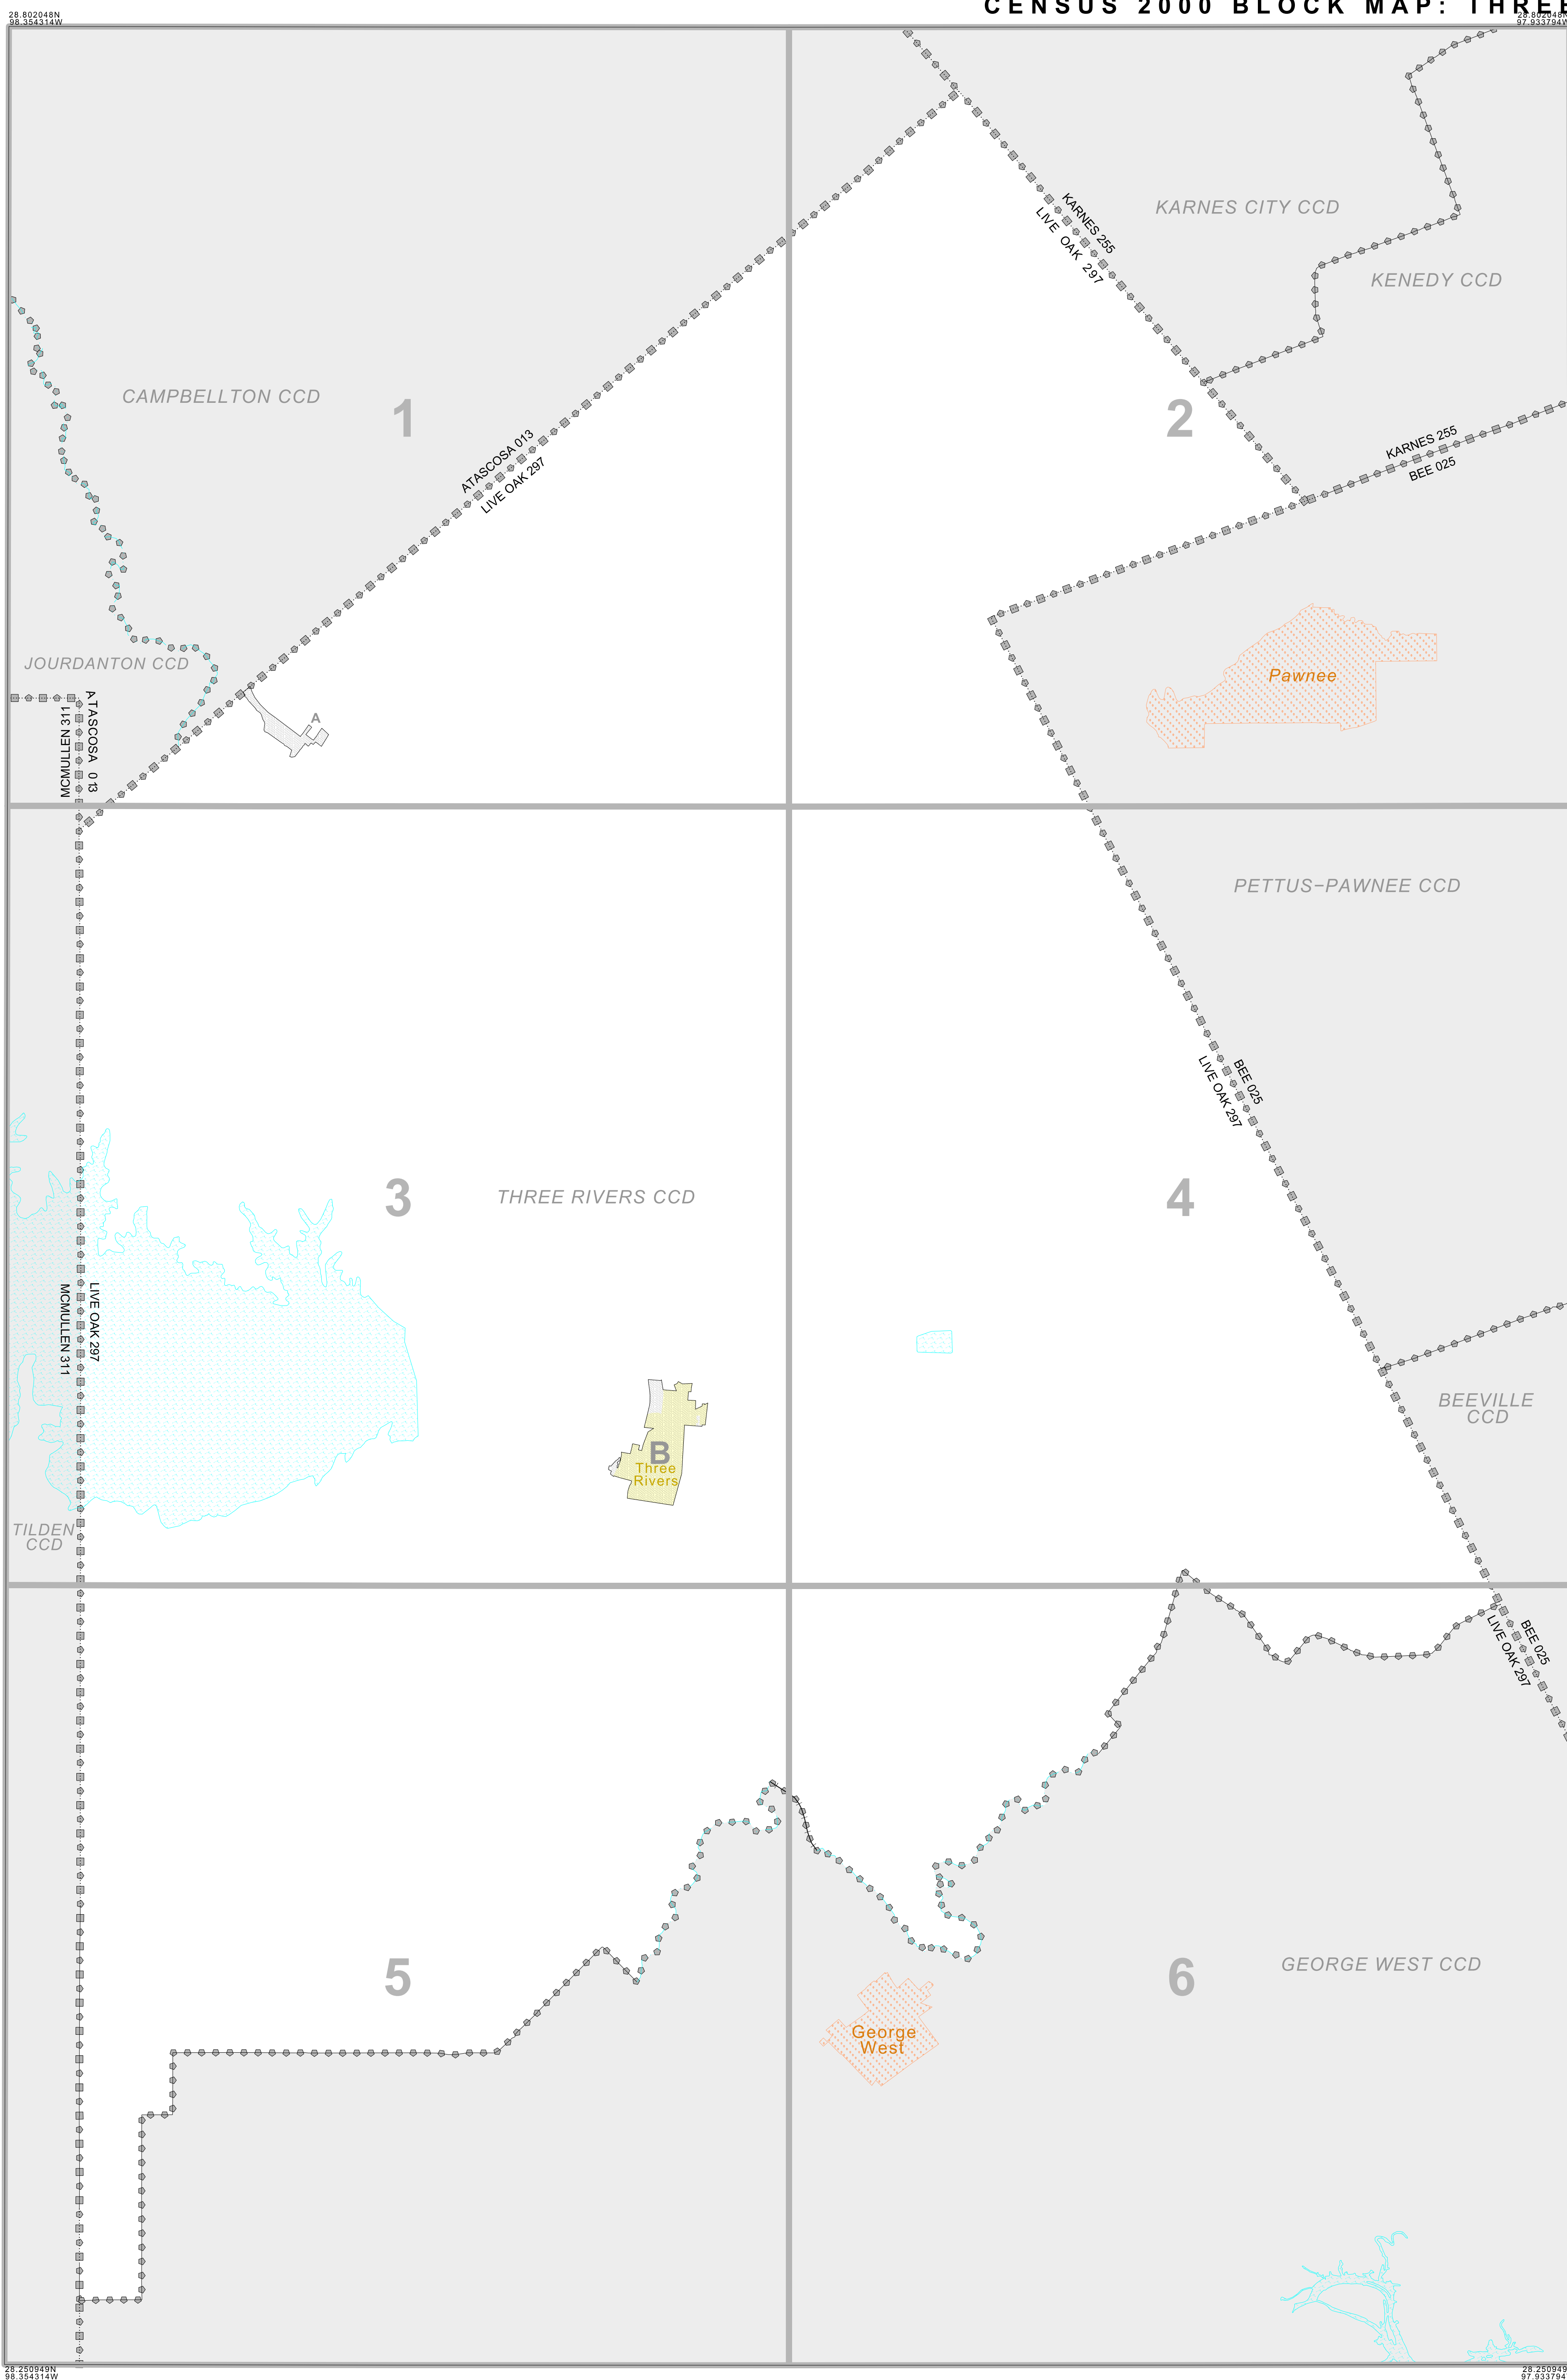 CENSUS 2000 BLOCK MAP: THREE
28.802048N
98.354314W
28.802048N
97.933794W
KARNES 255
LIVE OAK 297
KARNES CITY CCD
KENEDY CCD
CAMPBELLTON CCD
1
2
ATASCOSA 013
LIVE OAK 297
KARNES 255
BEE 025
JOURDANTON CCD
Pawnee
ATASCOSA 013
MCMULLEN 311
A
PETTUS-PAWNEE CCD
BEE 025
LIVE OAK 297
3
THREE RIVERS CCD
4
LIVE OAK 297
MCMULLEN 311
BEEVILLE
CCD
B
Three
Rivers
TILDEN
CCD
BEE 025
LIVE OAK 297
5
6
GEORGE WEST CCD
George
West
28.250949N
98.354314W
28.250949
97.933794